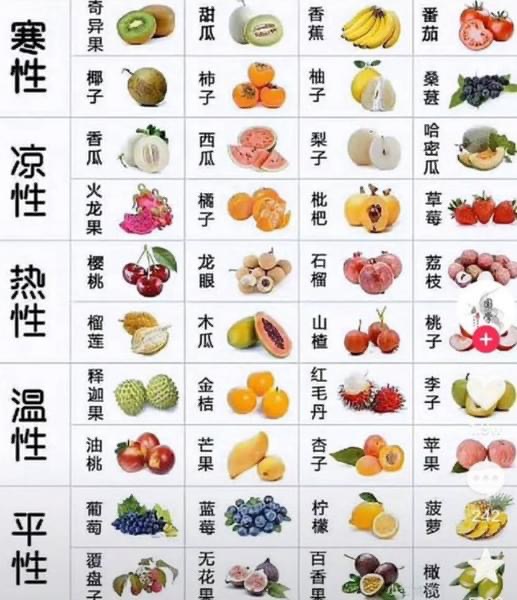 寒性
奇异果 甜瓜 香蕉 番茄
椰子 柿子 柚子 桑葚
凉性
香瓜 西瓜 梨子 哈密瓜
火龙果 橘子 枇杷 草莓
热性
樱桃 龙眼 石榴 荔枝
榴莲 木瓜 山楂 桃子
温性
释迦果 金桔 红毛丹 李子
油桃 芒果 杏子 苹果
平性
葡萄 蓝莓 柠檬 菠萝
覆盘子 无花果 百香果 橄榄
242